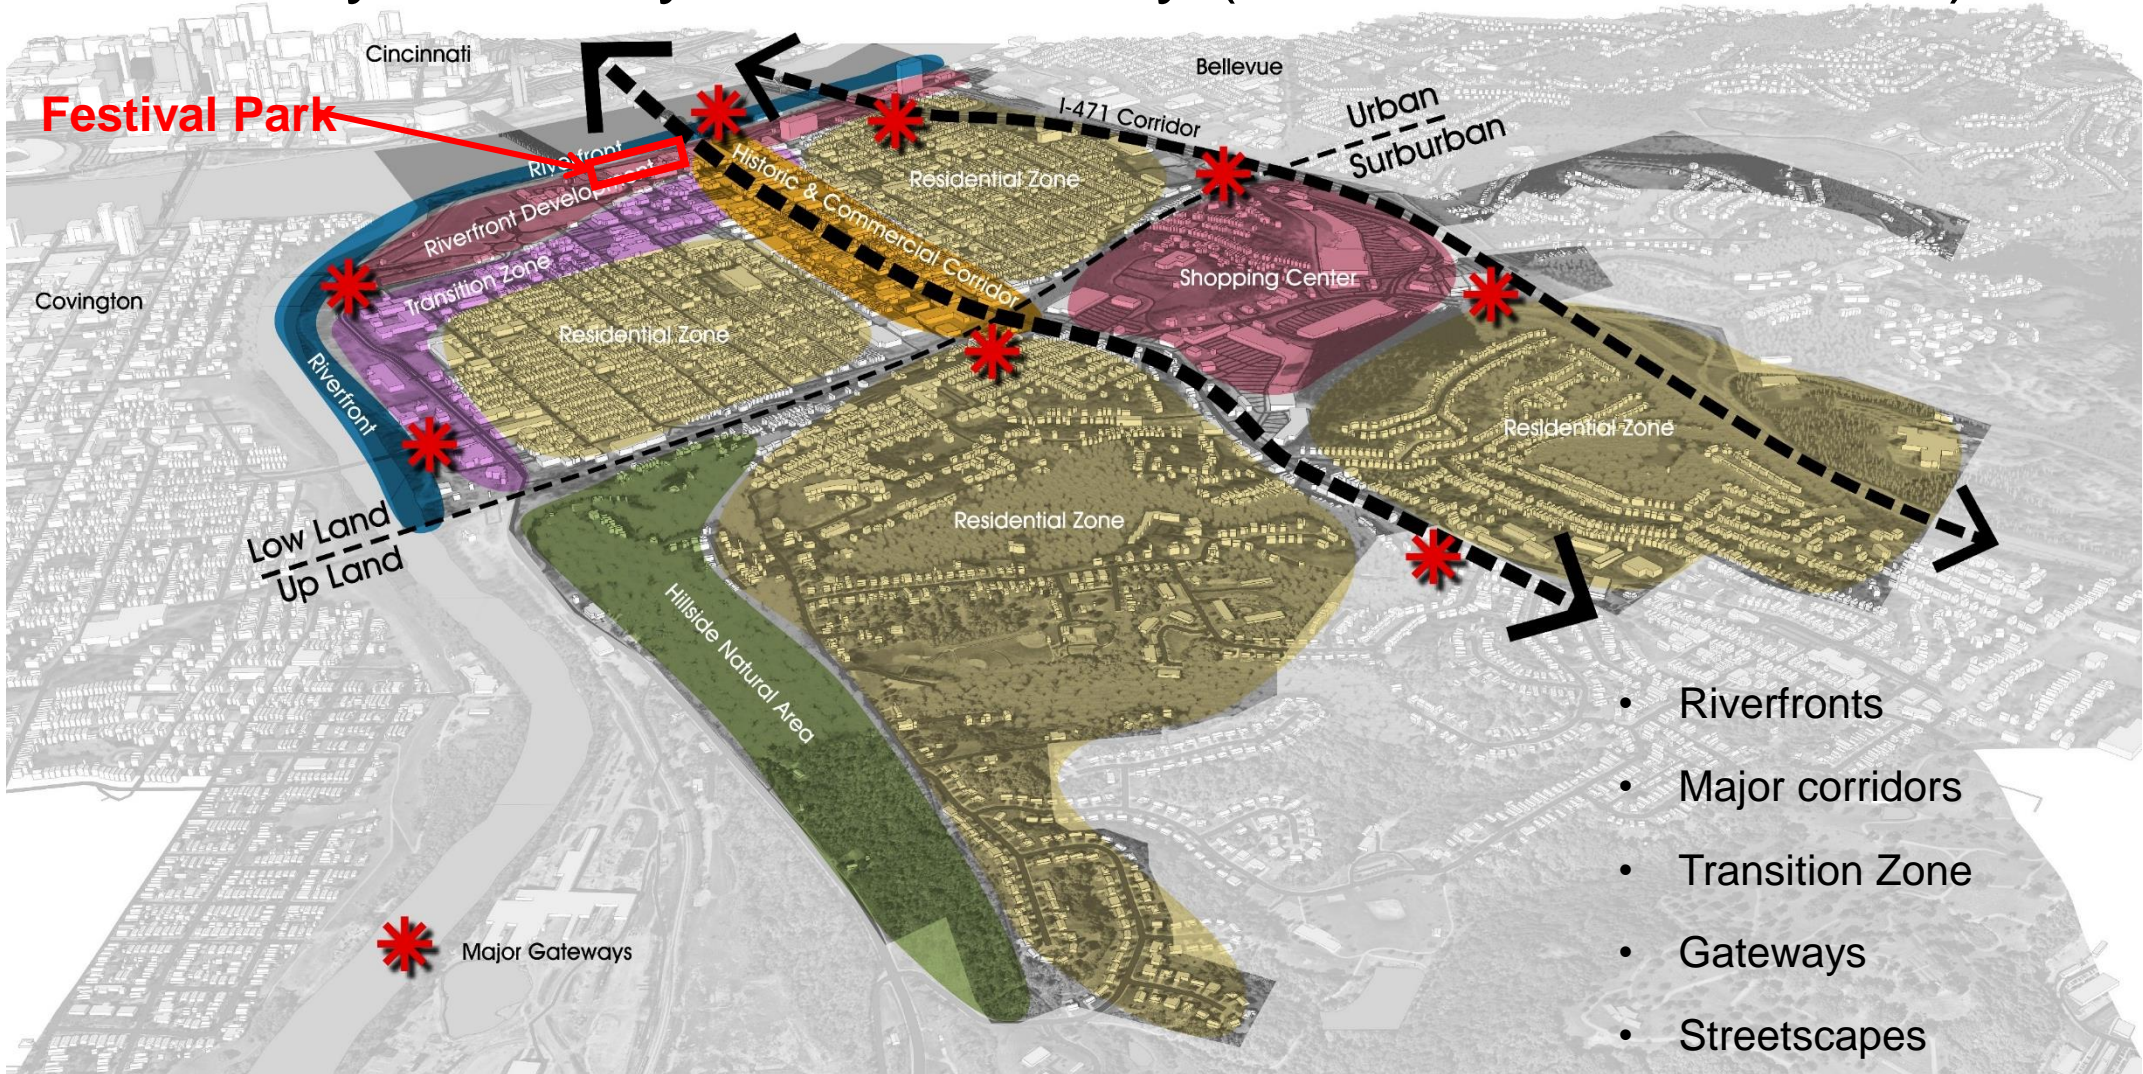 Cincinnati
Bellevue
Festival Park
I-471 Corridor
Urban
Surburban
Riverfront
Historic & Commercial Corridor
Residential Zone
Riverfront Development
Shopping Center
Transition Zone
Covington
Residential Zone
Riverfront
Residential Zone
Residential Zone
Low Land
Up Land
Hillside Natural Area
• Riverfronts
• Major corridors
• Transition Zone
• Gateways
• Streetscapes
Major Gateways